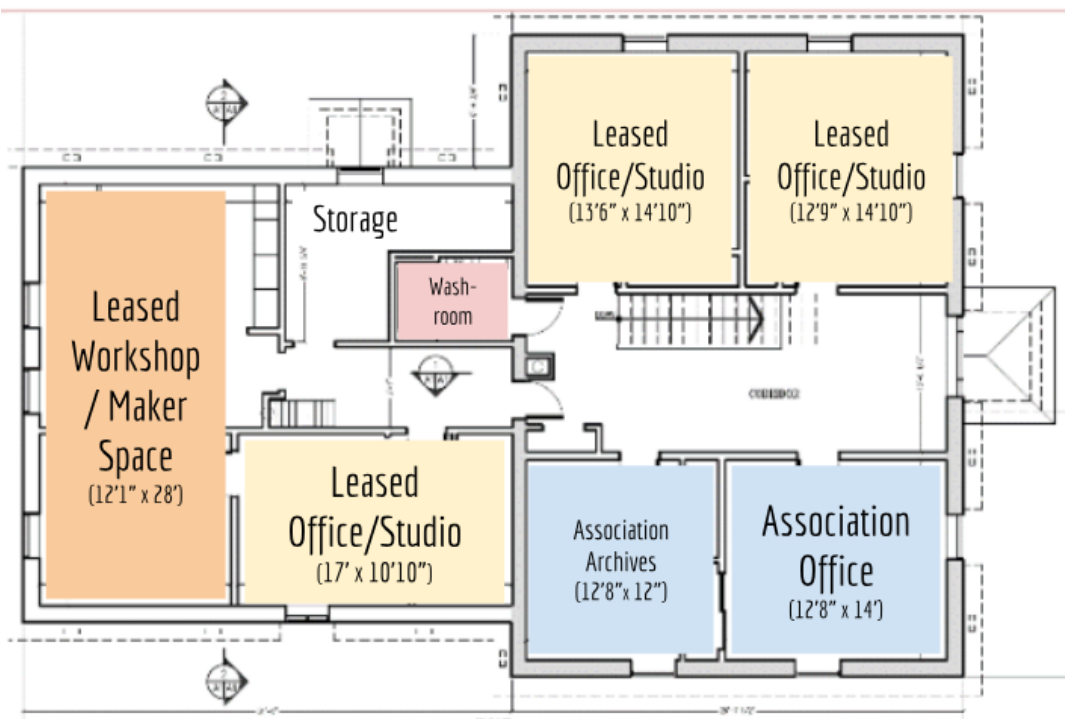 Leased
Office/Studio
(13'6" x 14'10")
Leased
Office/Studio
(12'9" x 14'10")
Storage
Wash-
room
Leased
Workshop
/ Maker
Space
(12'1" x 28')
Leased
Office/Studio
(17' x 10'10")
Association
Archives
(12'8"x 12")
Association
Office
(12'8" x 14')